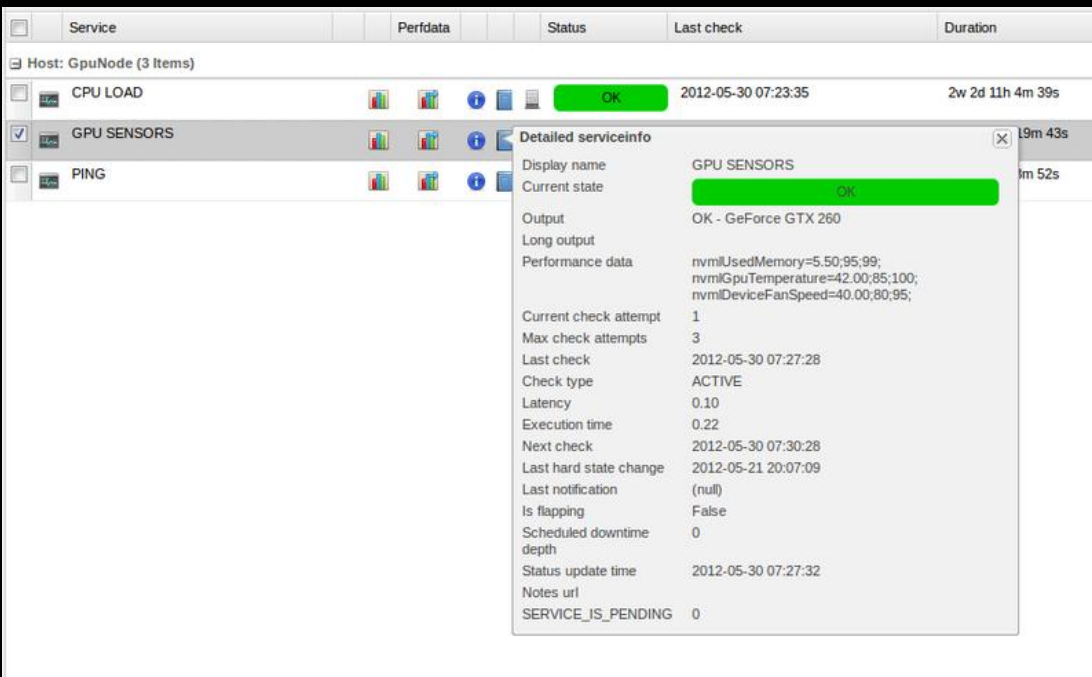 Service Perfdata Status Last check Duration
Host: GpuNode (3 Items)
CPU LOAD OK 2012-05-30 07:23:35 2w 2d 11h 4m 39s
GPU SENSORS 19m 43s
PING m 52s
Detailed serviceinfo
Display name GPU SENSORS
Current state OK
Output OK - GeForce GTX 260
Long output
Performance data nvmlUsedMemory=5.50;95;99;
nvmlGpuTemperature=42.00;85;100;
nvmlDeviceFanSpeed=40.00;80;95;
Current check attempt 1
Max check attempts 3
Last check 2012-05-30 07:27:28
Check type ACTIVE
Latency 0.10
Execution time 0.22
Next check 2012-05-30 07:30:28
Last hard state change 2012-05-21 20:07:09
Last notification (null)
Is flapping False
Scheduled downtime 0
depth
Status update time 2012-05-30 07:27:32
Notes url
SERVICE_IS_PENDING 0